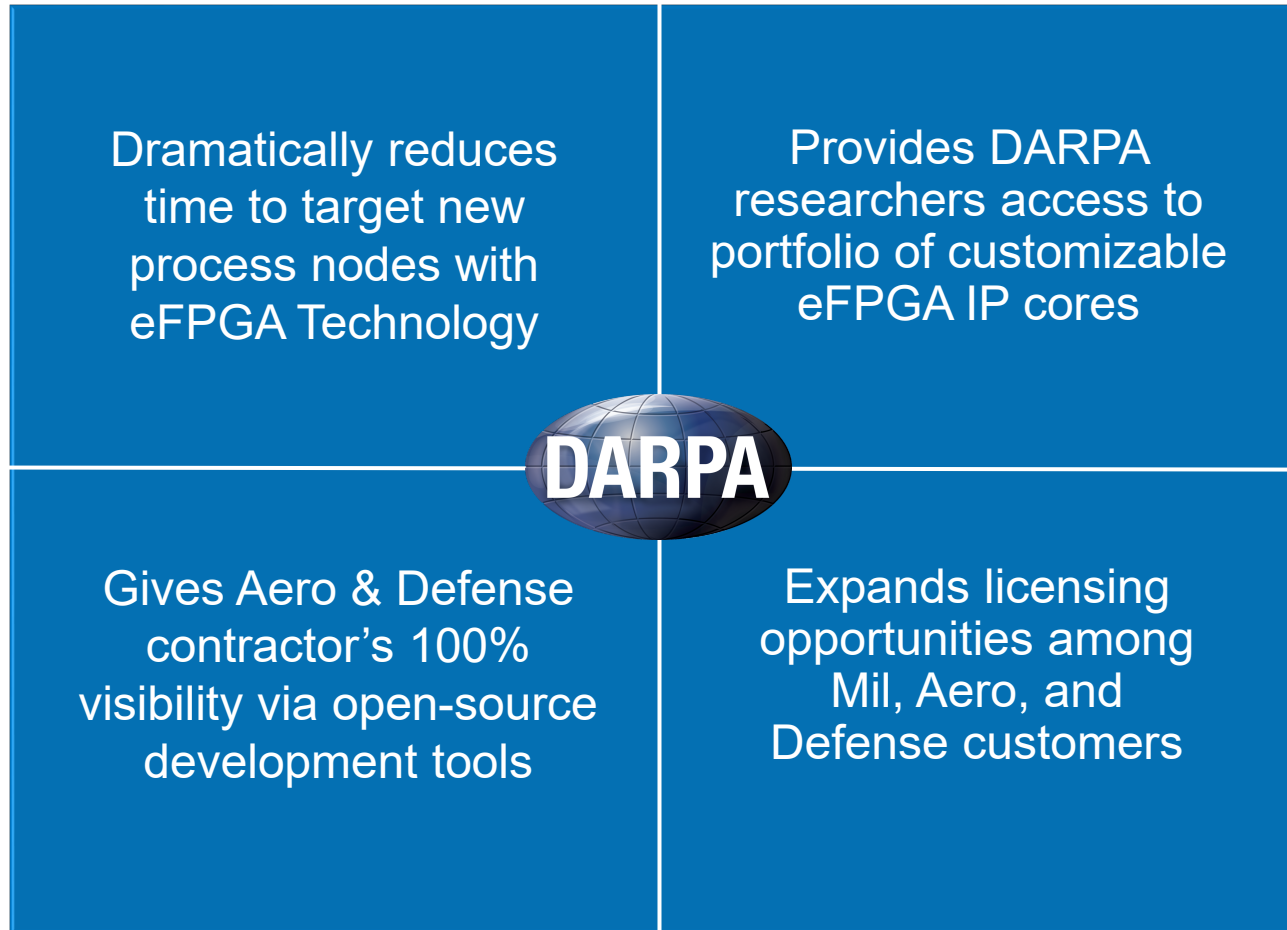 Dramatically reduces
time to target new
process nodes with
eFPGA Technology
Provides DARPA
researchers access to
portfolio of customizable
eFPGA IP cores
DARPA
Gives Aero & Defense
contractor’s 100%
visibility via open-source
development tools
Expands licensing
opportunities among
Mil, Aero, and
Defense customers